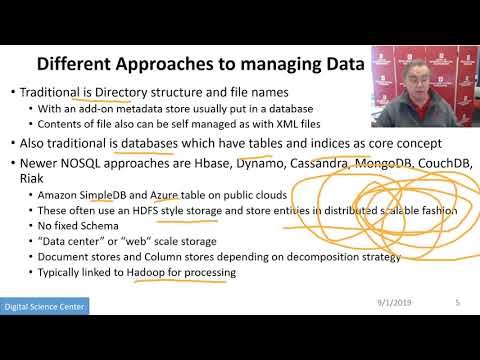 Different Approaches to managing Data
• Traditional is Directory structure and file names
• With an add-on metadata store usually put in a database
• Contents of file also can be self managed as with XML files
• Also traditional is databases which have tables and indices as core concept
• Newer NOSQL approaches are Hbase, Dynamo, Cassandra, MongoDB, CouchDB,
Riak
• Amazon SimpleDB and Azure table on public clouds
• These often use an HDFS style storage and store entities in distributed scalable fashion
• No fixed Schema
• “Data center” or “web” scale storage
• Document stores and Column stores depending on decomposition strategy
• Typically linked to Hadoop for processing
Digital Science Center
9/1/2019
5